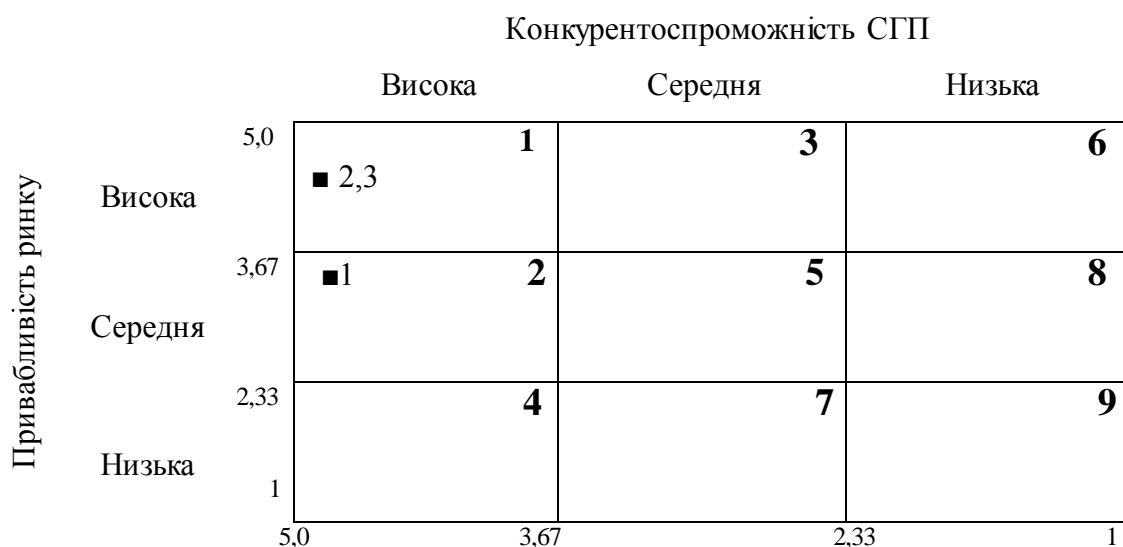 Конкурентоспроможність СГП
Висока Середня Низька
5,0 1 3 6
■ 2,3
Висока
3,67 ■1 2 5 8
Середня
2,33 4 7 9
Низька
1
5,0 3,67 2,33 1
Привабливість ринку